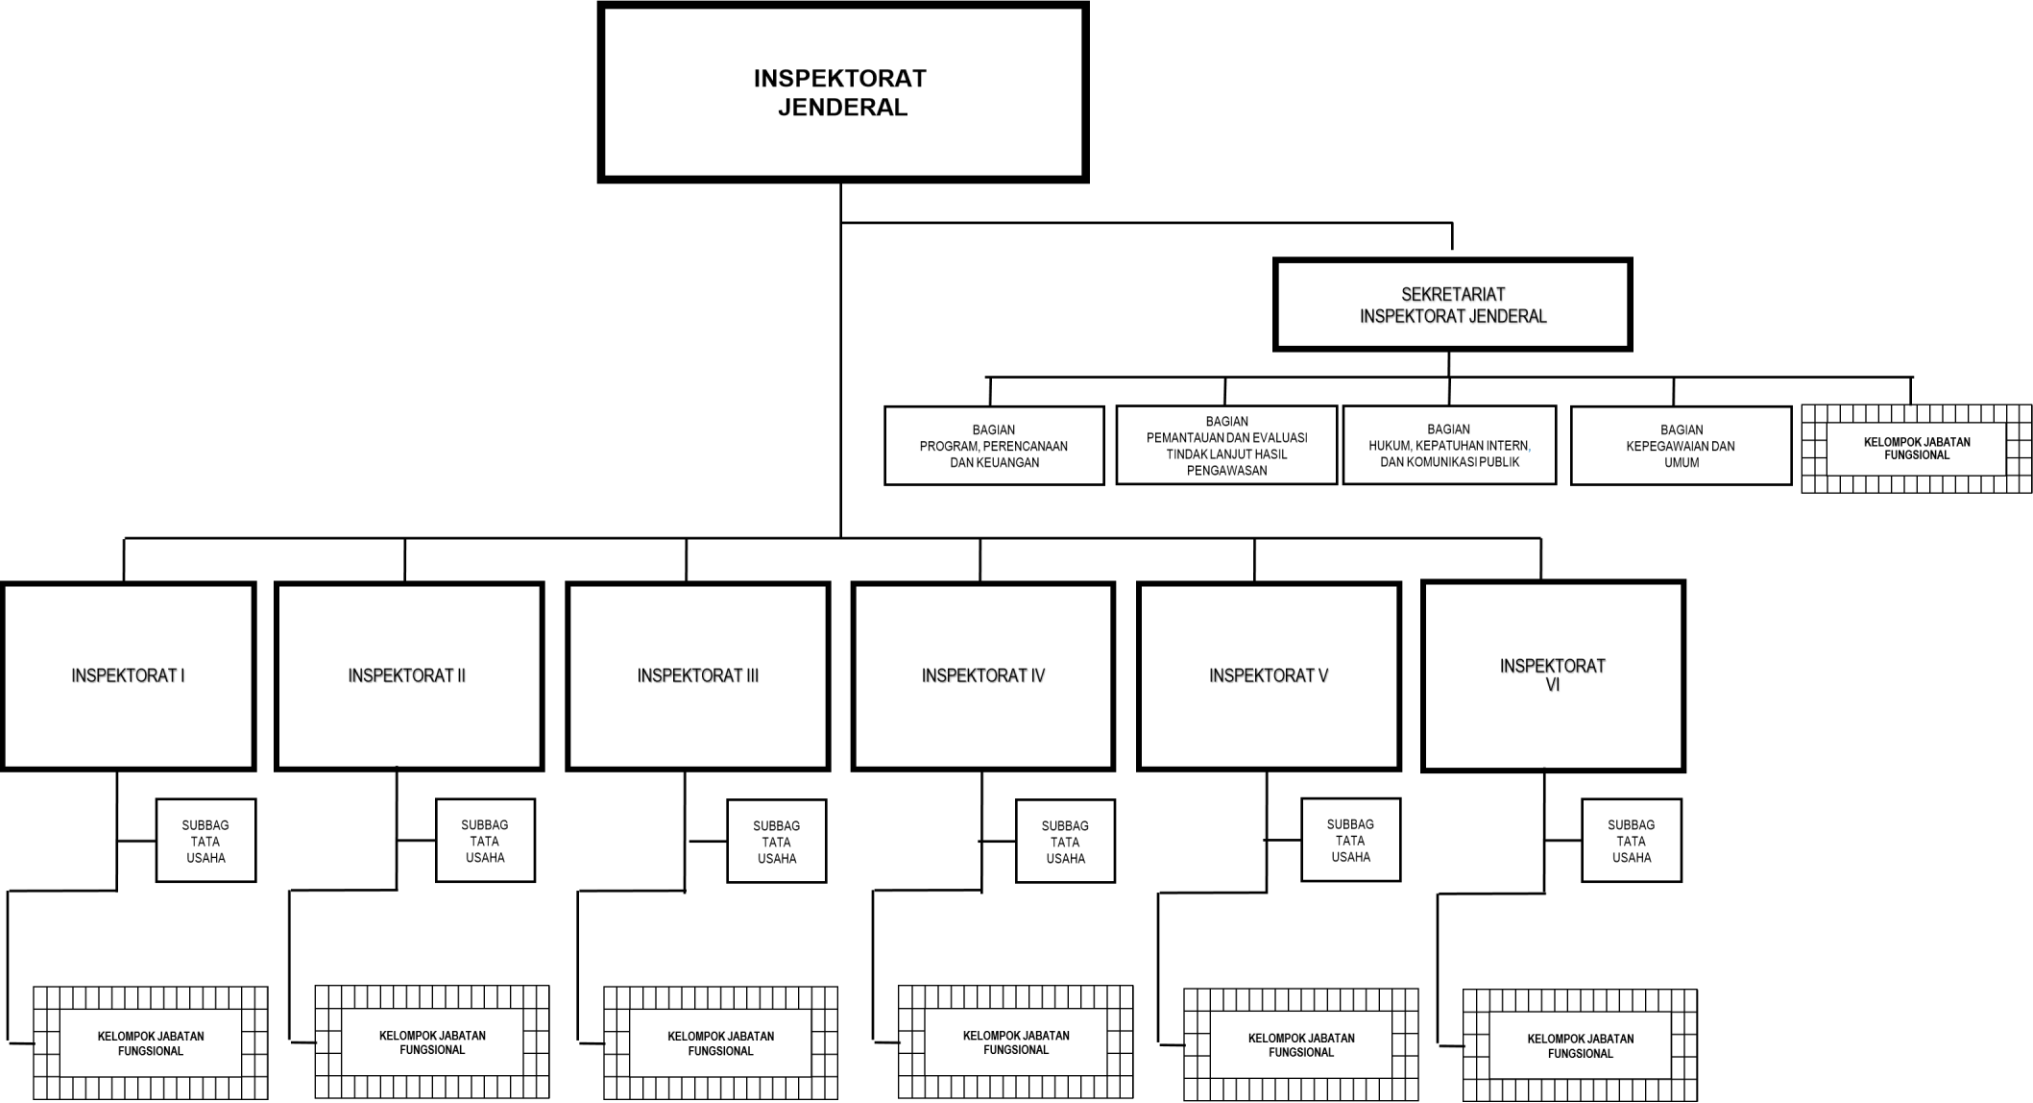 INSPEKTORAT
JENDERAL
SEKRETARIAT
INSPEKTORAT JENDERAL
BAGIAN
PROGRAM, PERENCANAAN
DAN KEUANGAN
BAGIAN
PEMANTAUAN DAN EVALUASI
TINDAK LANJUT HASIL
PENGAWASAN
BAGIAN
HUKUM, KEPATUHAN INTERN,
DAN KOMUNIKASI PUBLIK
BAGIAN
KEPEGAWAIAN DAN
UMUM
KELOMPOK JABATAN
FUNGSIONAL
INSPEKTORAT I
INSPEKTORAT II
INSPEKTORAT III
INSPEKTORAT IV
INSPEKTORAT V
INSPEKTORAT
VI
SUBBAG
TATA
USAHA
SUBBAG
TATA
USAHA
SUBBAG
TATA
USAHA
SUBBAG
TATA
USAHA
SUBBAG
TATA
USAHA
SUBBAG
TATA
USAHA
KELOMPOK JABATAN
FUNGSIONAL
KELOMPOK JABATAN
FUNGSIONAL
KELOMPOK JABATAN
FUNGSIONAL
KELOMPOK JABATAN
FUNGSIONAL
KELOMPOK JABATAN
FUNGSIONAL
KELOMPOK JABATAN
FUNGSIONAL